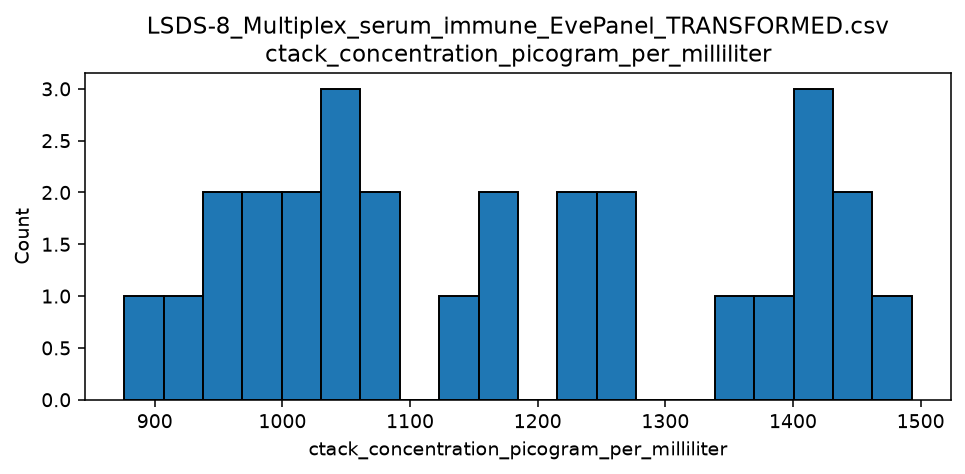 LSDS-8_Multiplex_serum_immune_EvePanel_TRANSFORMED.csv
ctack_concentration_picogram_per_milliliter
3.0
2.5
2.0
1.5
1.0
0.5
0.0
Count
900 1000 1100 1200 1300 1400 1500
ctack_concentration_picogram_per_milliliter